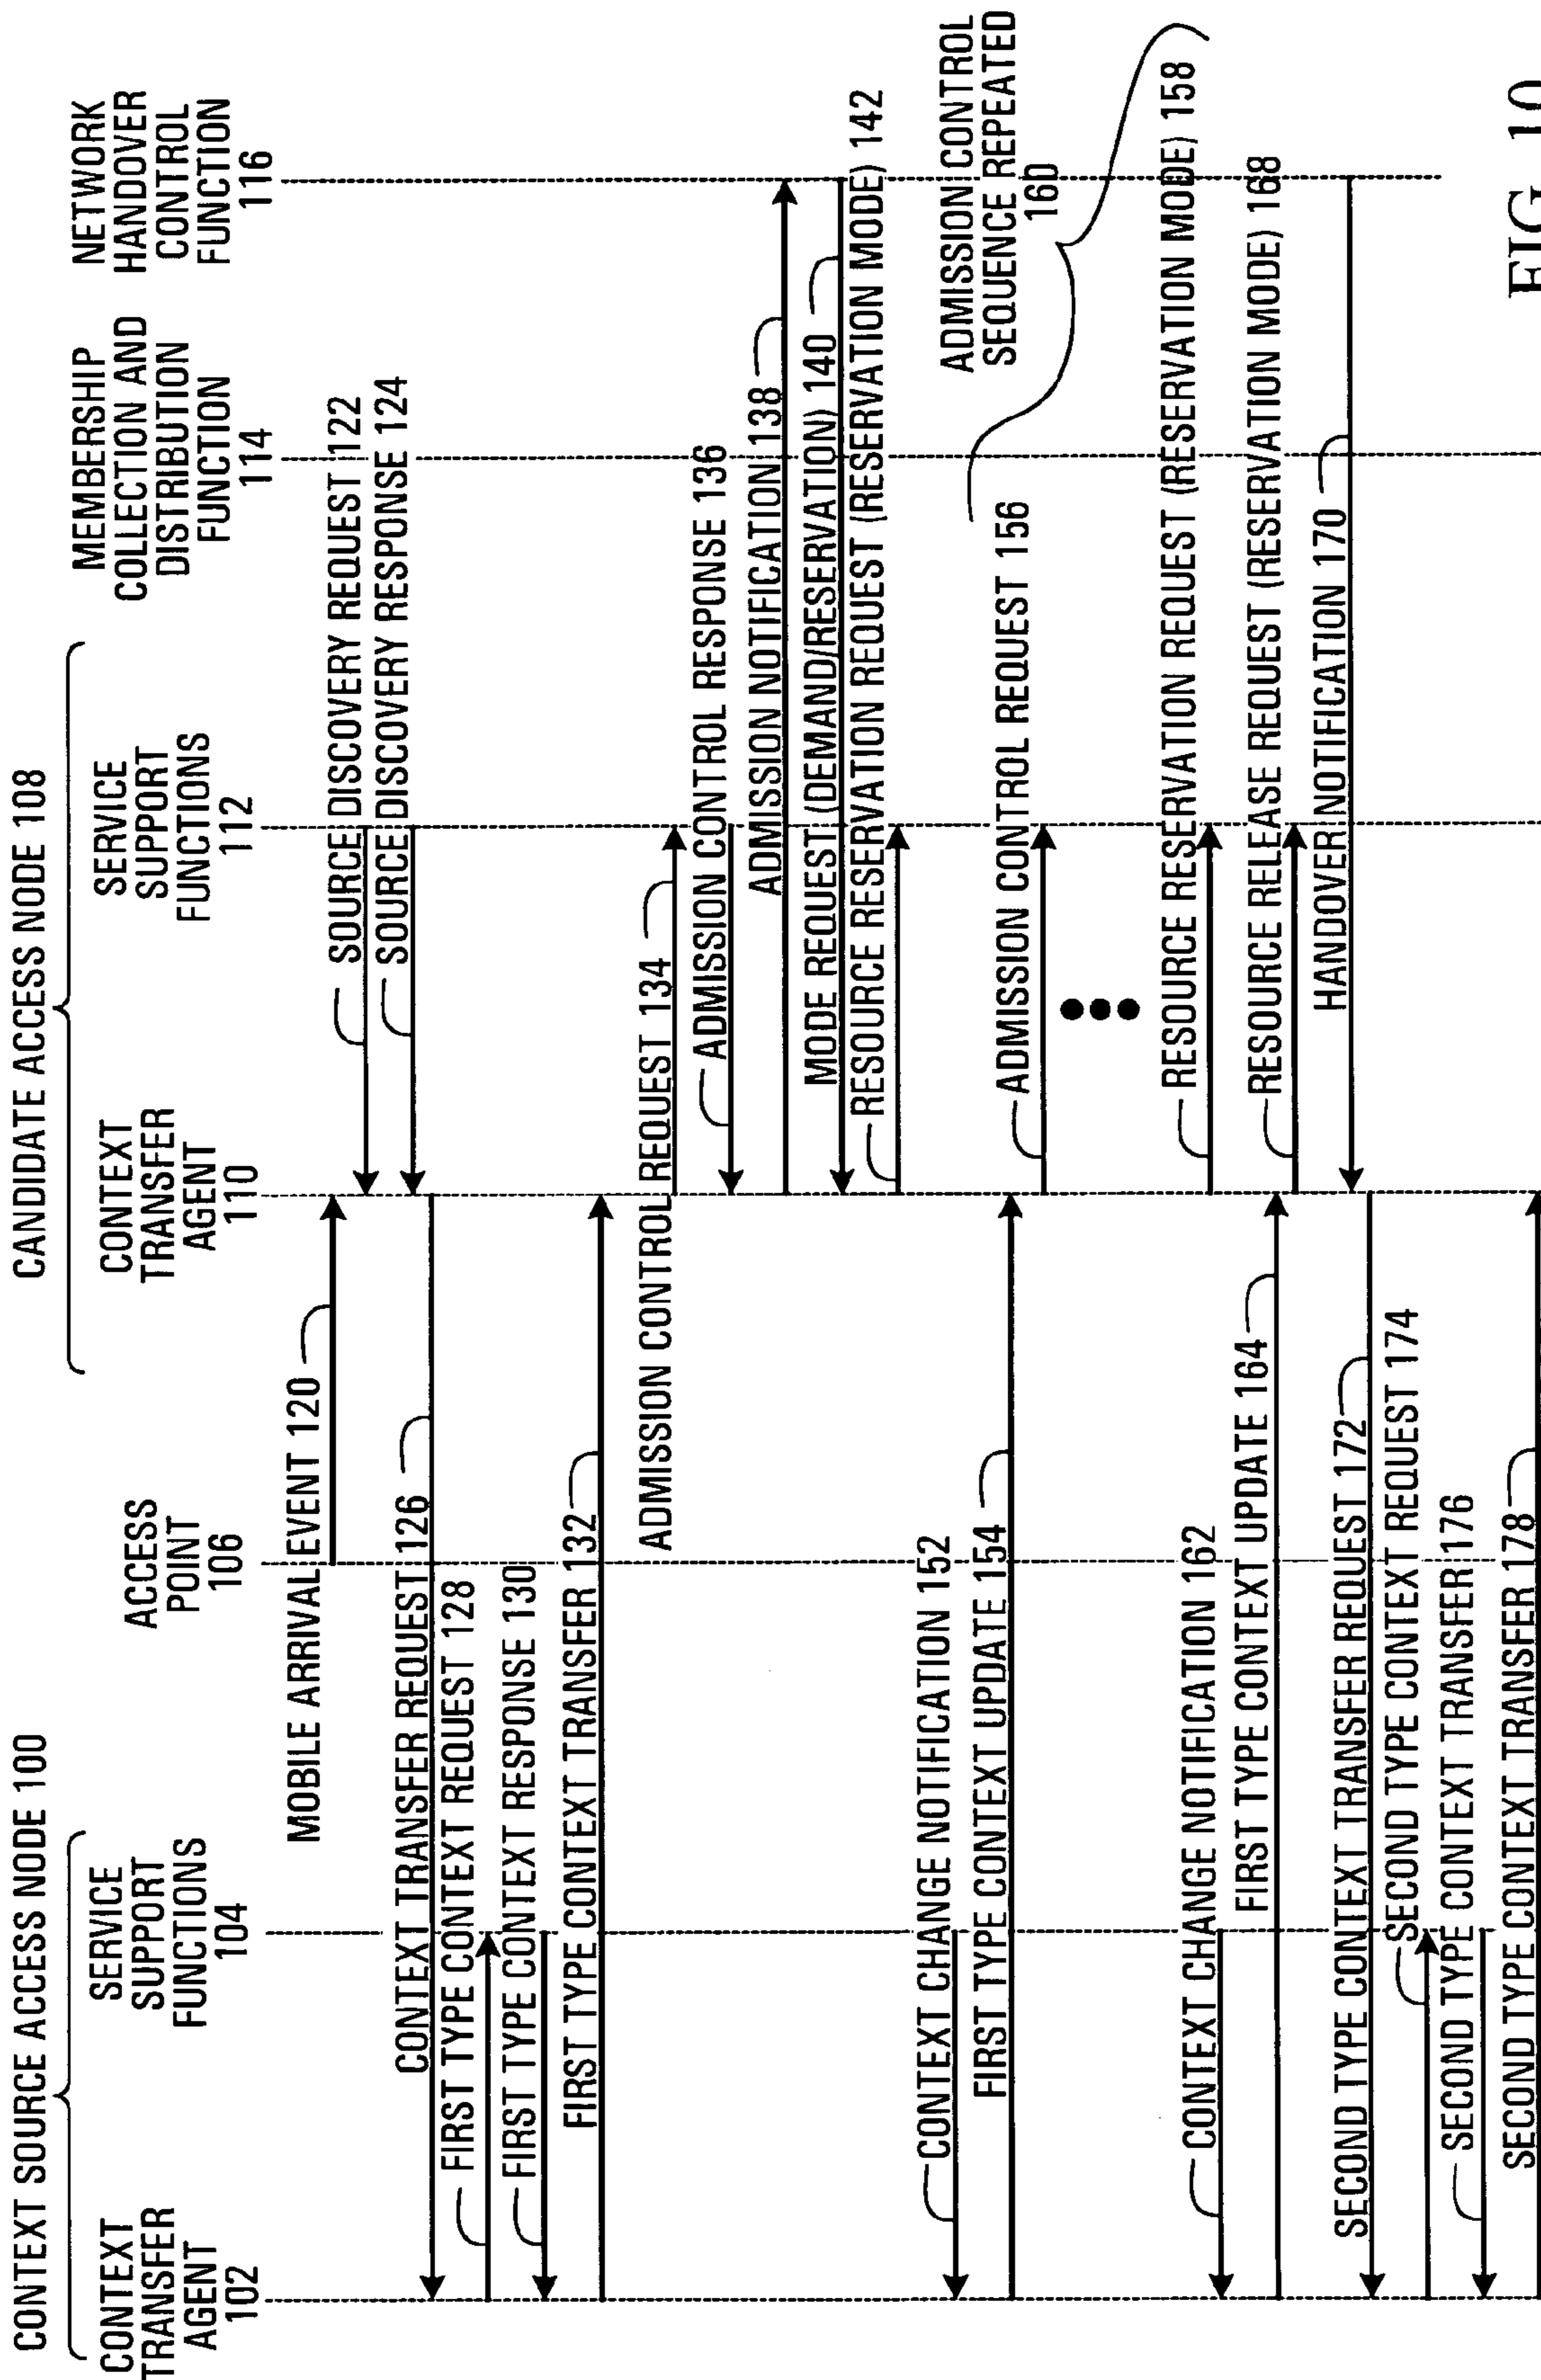 CONTEXT SOURCE ACCESS NODE 100
CANDIDATE ACCESS NODE 108
CONTEXT
TRANSFER
AGENT
102
SERVICE
SUPPORT
FUNCTIONS
104
ACCESS
POINT
106
CONTEXT
TRANSFER
AGENT
110
SERVICE
SUPPORT
FUNCTIONS
112
MEMBERSHIP
COLLECTION AND
DISTRIBUTION
FUNCTION
114
NETWORK
HANDOVER
CONTROL
FUNCTION
116
MOBILE ARRIVAL EVENT 120
SOURCE DISCOVERY REQUEST 122
SOURCE DISCOVERY RESPONSE 124
CONTEXT TRANSFER REQUEST 126
FIRST TYPE CONTEXT REQUEST 128
FIRST TYPE CONTEXT RESPONSE 130
FIRST TYPE CONTEXT TRANSFER 132
ADMISSION CONTROL REQUEST 134
ADMISSION CONTROL RESPONSE 136
ADMISSION NOTIFICATION 138
MODE REQUEST (DEMAND/RESERVATION) 140
RESOURCE RESERVATION REQUEST (RESERVATION MODE) 142
CONTEXT CHANGE NOTIFICATION 152
FIRST TYPE CONTEXT UPDATE 154
ADMISSION CONTROL REQUEST 156
ADMISSION CONTROL
SEQUENCE REPEATED
160
RESOURCE RESERVATION REQUEST (RESERVATION MODE) 158
CONTEXT CHANGE NOTIFICATION 162
FIRST TYPE CONTEXT UPDATE 164
RESOURCE RELEASE REQUEST (RESERVATION MODE) 168
HANDOVER NOTIFICATION 170
SECOND TYPE CONTEXT TRANSFER REQUEST 172
SECOND TYPE CONTEXT REQUEST 174
SECOND TYPE CONTEXT TRANSFER 176
SECOND TYPE CONTEXT TRANSFER 178
FIG. 10